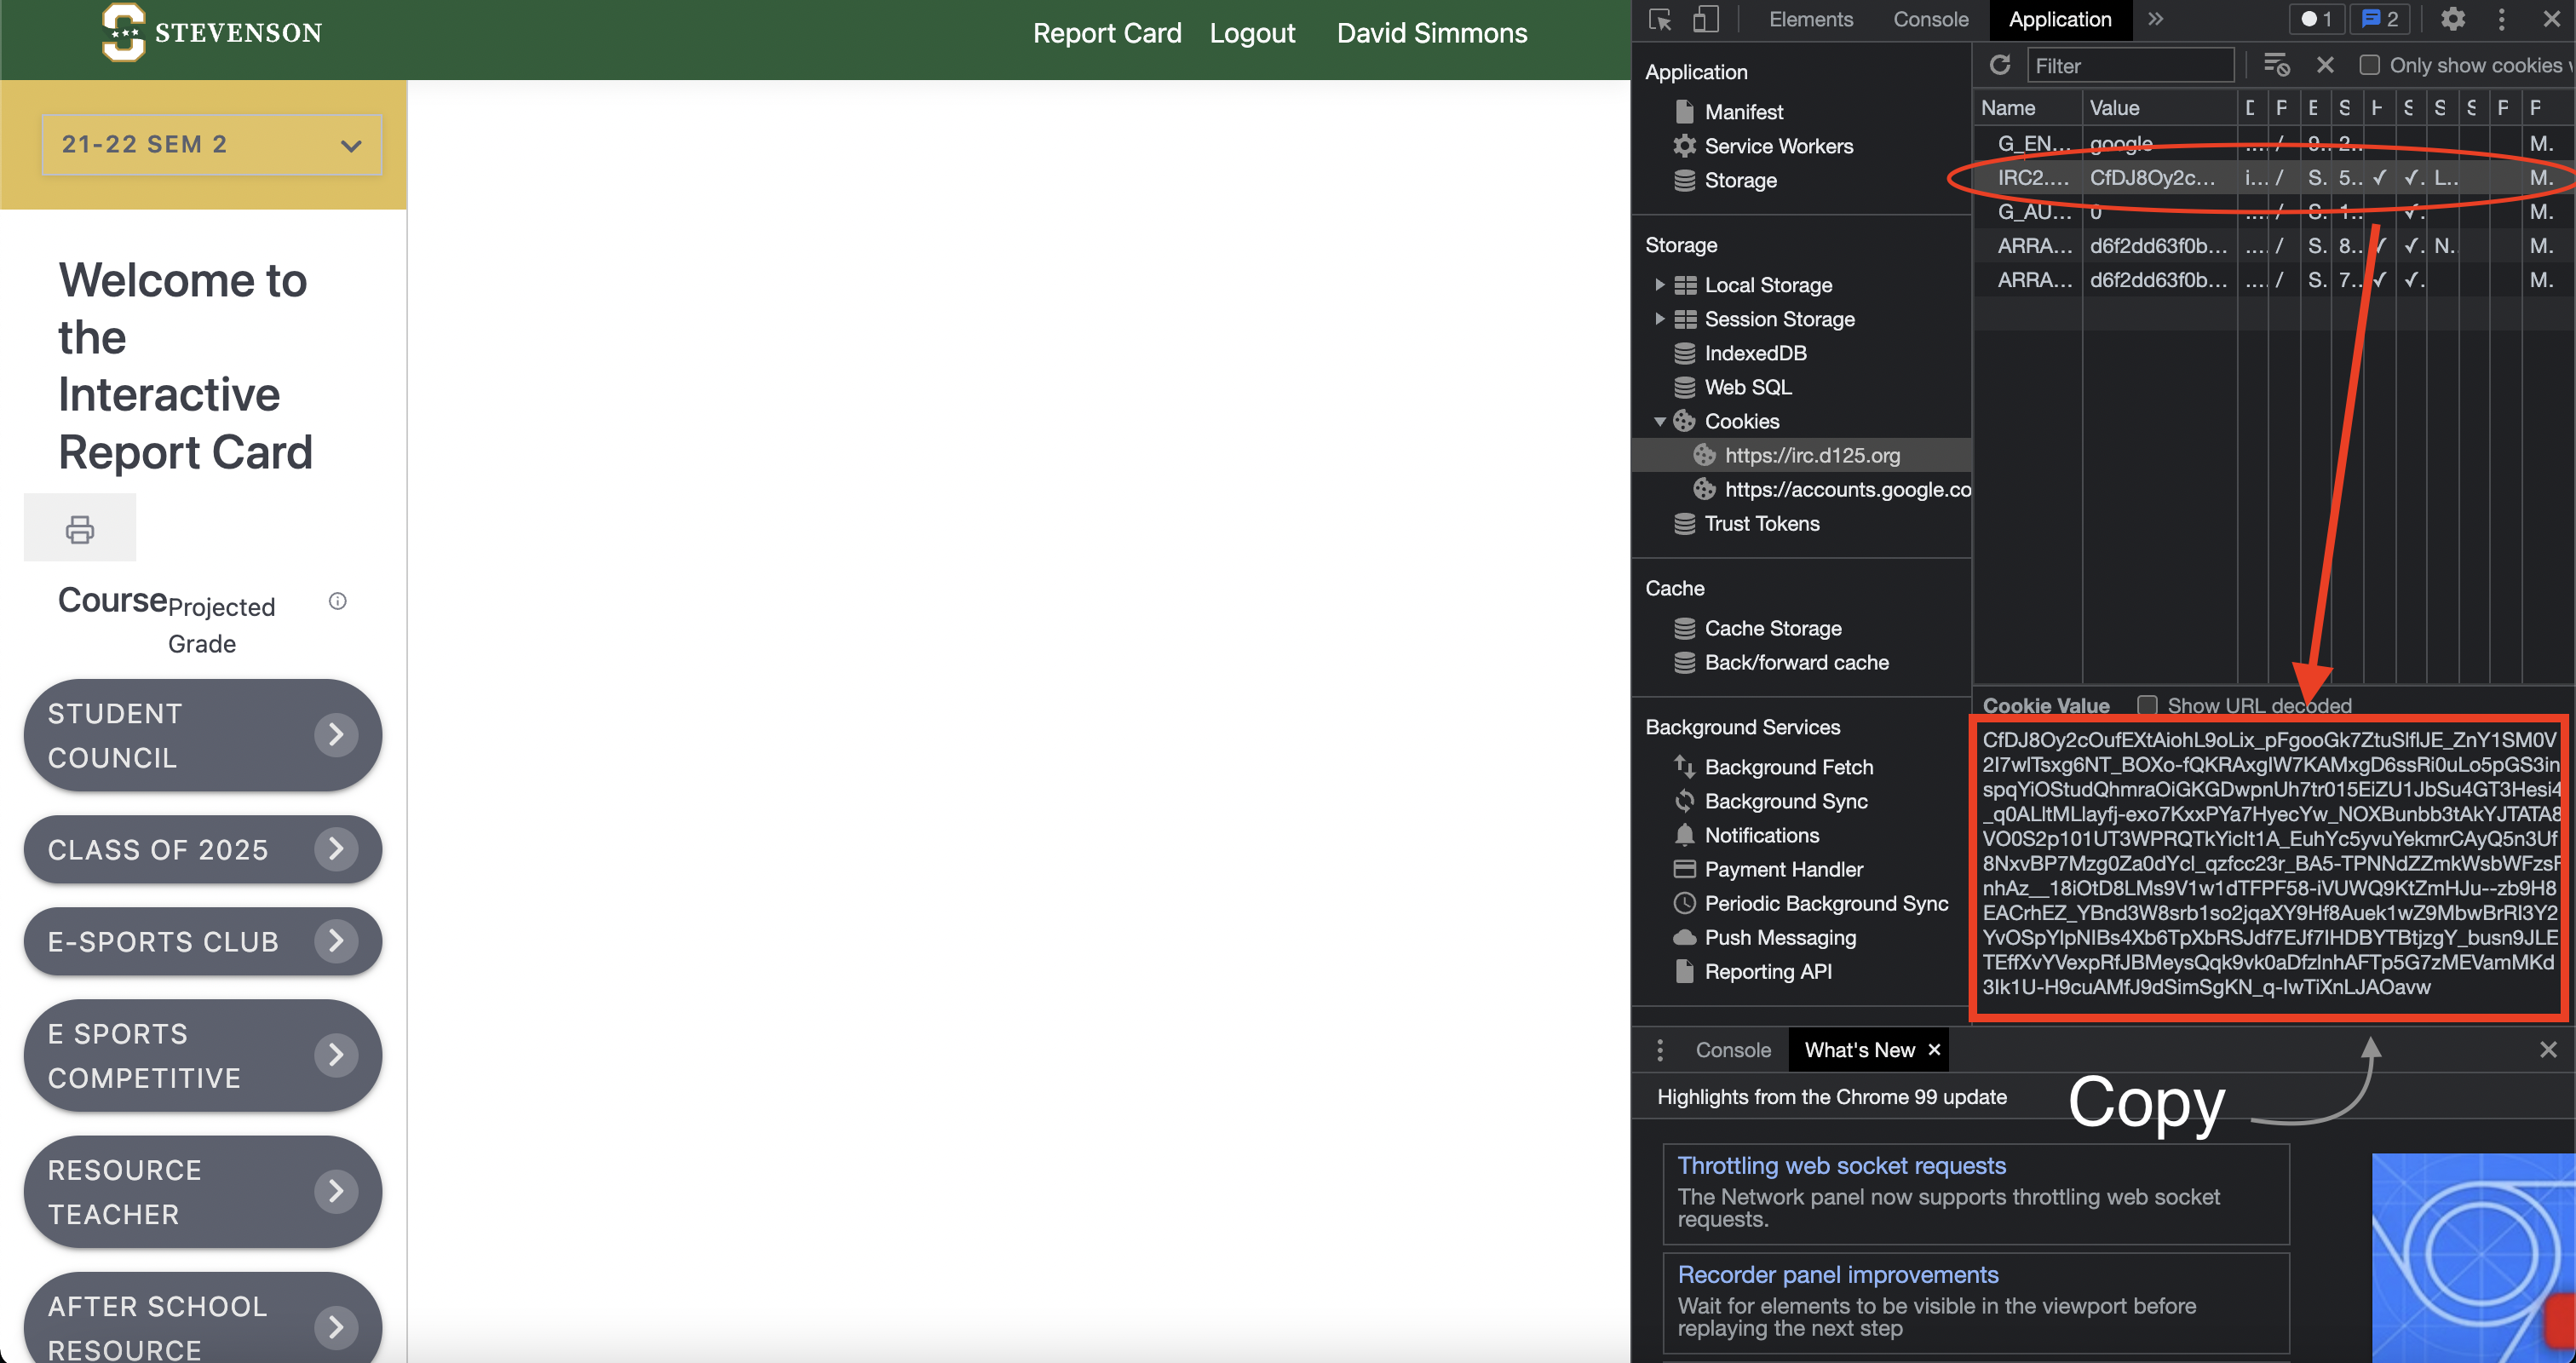 STEVENSON
Report Card
Logout
David Simmons
21-22 SEM 2
Welcome to
the
Interactive
Report Card
Course
Projected
Grade
STUDENT
COUNCIL
CLASS OF 2025
E-SPORTS CLUB
E SPORTS
COMPETITIVE
RESOURCE
TEACHER
AFTER SCHOOL
RESOURCE
Elements
Console
Application
1
2
Application
Manifest
Service Workers
Storage
Storage
Local Storage
Session Storage
IndexedDB
Web SQL
Cookies
https://irc.d125.org
https://accounts.google.co
Trust Tokens
Cache
Cache Storage
Back/forward cache
Background Services
Background Fetch
Background Sync
Notifications
Payment Handler
Periodic Background Sync
Push Messaging
Reporting API
Filter
Only show cookies
Name Value
G_EN... google .... / 9.. 2.. M.
IRC2.... CfDJ8Oy2c... i... / S. 5.. ✓ ✓. L.. M.
G_AU... 0 .... / S. 1.. ✓. M.
ARRA... d6f2dd63f0b... .... / S. 8.. ✓ ✓. N. M.
ARRA... d6f2dd63f0b... .... / S. 7.. ✓ ✓. M.
Cookie Value Show URL decoded
nhAz__18iOtD8LMs9V1w1dTFPF58-iVUWQ9KtZmHJu--zb9H8
Console
What's New
Highlights from the Chrome 99 update
Copy
Throttling web socket requests
The Network panel now supports throttling web socket
requests.
Recorder panel improvements
Wait for elements to be visible in the viewport before
replaying the next step